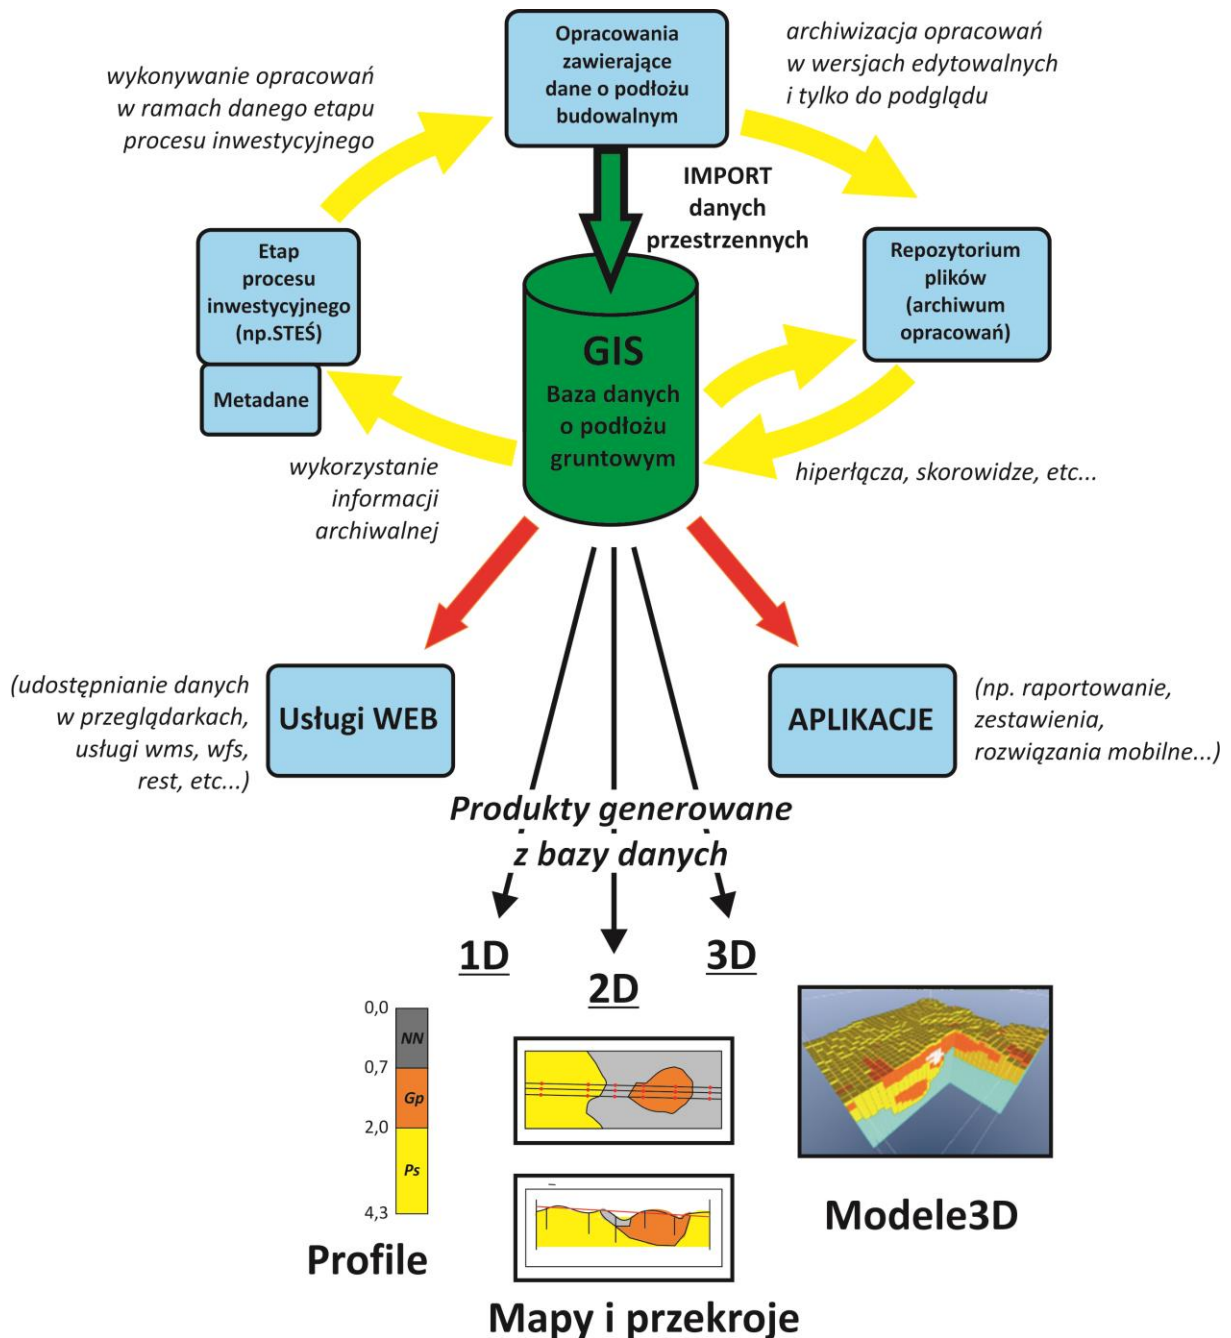 Opracowania
zawierające
dane o podłożu
budowalnym
archiwizacja opracowań
w wersjach edytowalnych
i tylko do podglądu
wykonywanie opracowań
w ramach danego etapu
procesu inwestycyjnego
IMPORT
danych
przestrzennych
Etap
procesu
inwestycyjnego
(np.STEŚ)
Metadane
Repozytorium
plików
(archiwum
opracowań)
GIS
Baza danych
o podłożu
gruntowym
wykorzystanie
informacji
archiwalnej
hiperłącza, skorowidze, etc...
(udostępnianie danych
w przeglądarkach,
usługi wms, wfs,
rest, etc...)
Usługi WEB
APLIKACJE
(np. raportowanie,
zestawienia,
rozwiązania mobilne...)
Produkty generowane
z bazy danych
1D
2D
3D
0,0
NN
0,7
Gp
2,0
Ps
4,3
Profile
Mapy i przekroje
Modele3D